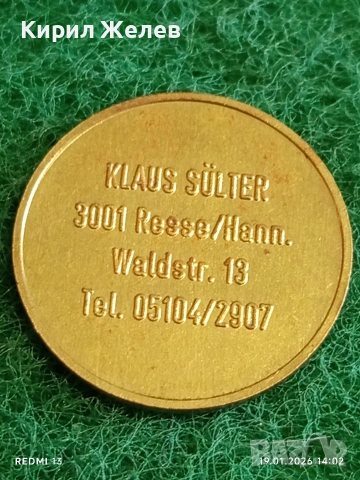 Кирил Желев
KLAUS SÜLTER
3001 Resse/Hann.
Waldstr. 13
Tel. 05104/2907
REDMI 13
19.01.2026 14:02